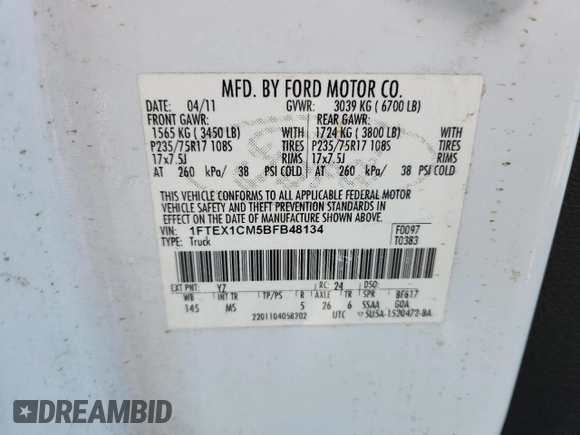 MFD. BY FORD MOTOR CO.
DATE: 04/11 GVWR: 3039 KG ( 6700 LB)
FRONT GAWR: REAR GAWR:
1565 KG ( 3450 LB) WITH 1724 KG ( 3800 LB) WITH
P235/75R17 108S TIRES P235/75R17 108S TIRES
17x7.5J RIMS 17x7.5J RIMS
AT 260 kPa/ 38 PSI COLD AT 260 kPa/ 38 PSI COLD
THIS VEHICLE CONFORMS TO ALL APPLICABLE FEDERAL MOTOR
VEHICLE SAFETY AND THEFT PREVENTION STANDARDS IN
EFFECT ON THE DATE OF MANUFACTURE SHOWN ABOVE.
VIN: 1FTEX1CM5BFB48134 F0097
TYPE: Truck T0383
EXT PNT: YZ RC: 24 DSO:
WB INT TR TP/PS R AXLE TR SPR BF617
145 MS 5 26 6 SSAA GOA
2201104058202 UTC SU5A-1520472-BA
DREAMBID